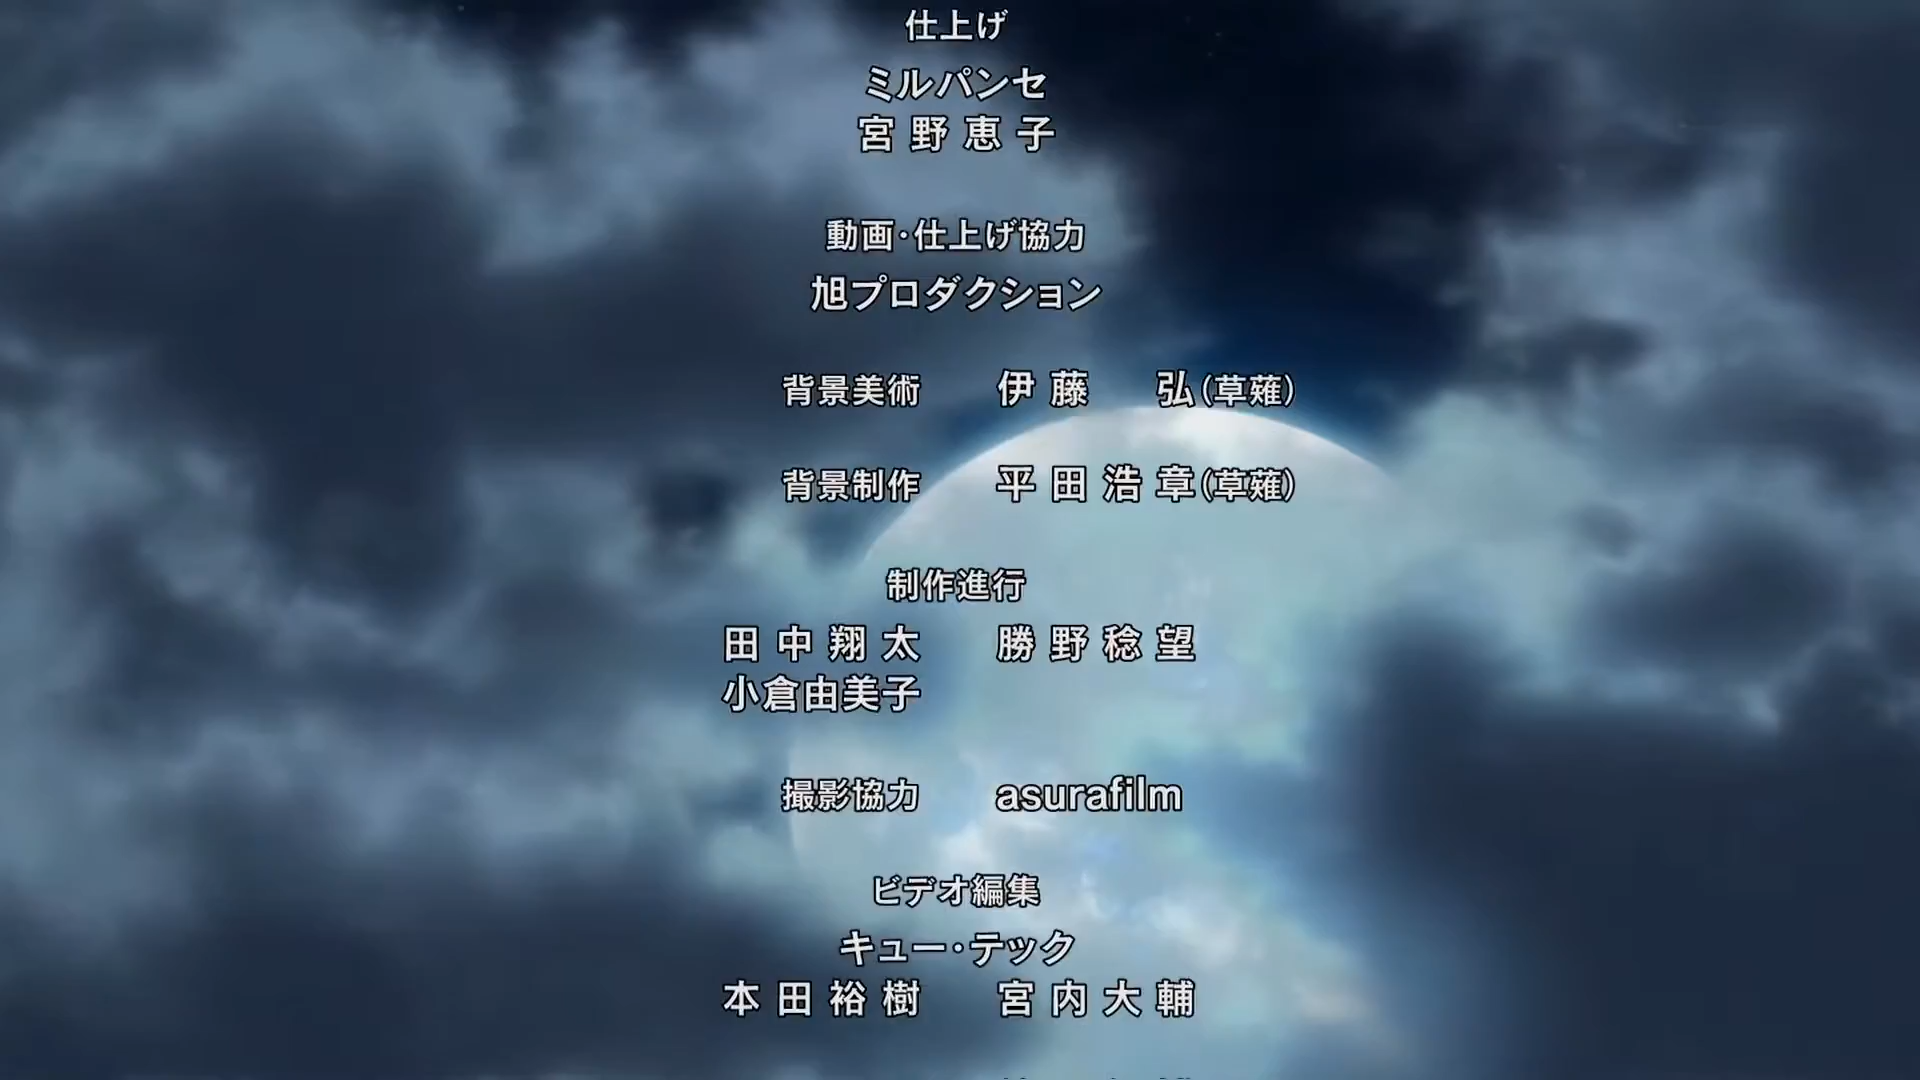 仕上げ
ミルパンセ
宮野恵子
動画・仕上げ協力
旭プロダクション
背景美術 伊藤 弘(草薙)
背景制作 平田浩章(草薙)
制作進行
田中翔太 勝野稔望
小倉由美子
撮影協力 asurafilm
ビデオ編集
キュー・テック
本田裕樹 宮内大輔